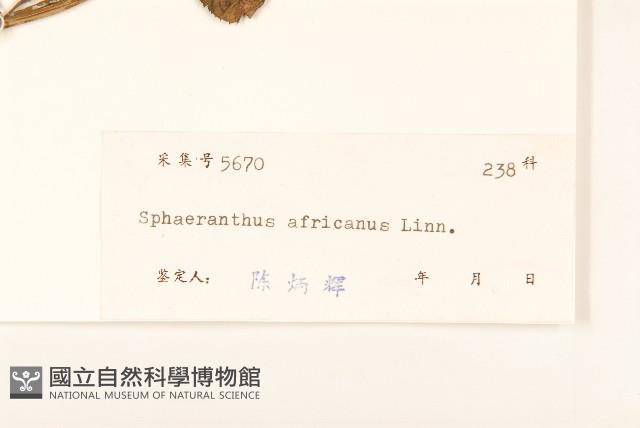 采集号 5670 238 科
Sphaeranthus africanus Linn.
鉴定人: 陈炳辉 年 月 日
國立自然科學博物館
NATIONAL MUSEUM OF NATURAL SCIENCE